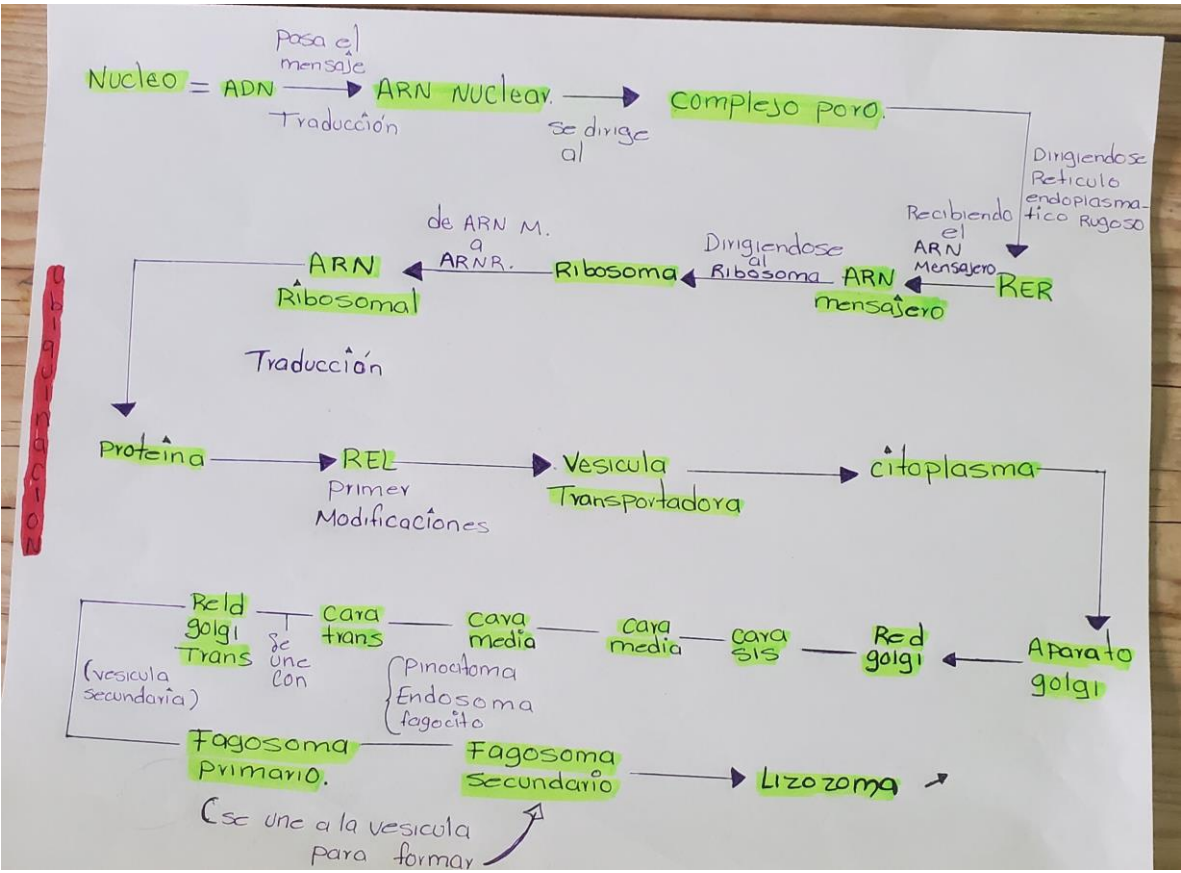 pasa el
mensaje
Nucleo = ADN
Traducción
ARN Nuclear.
se dirige
al
Complejo poro.
Dirigiendose
Reticulo
endoplasma-
tico Rugoso
RER
Recibiendo
el
ARN
Mensajero
ARN
mensajero
Dirigiendose
al
Ribosoma
Ribosoma
de ARN M.
a
ARNR.
ARN
Ribosomal
Traducción
ubiquinacion
proteina
REL
Primer
Modificaciones
Vesicula
Transportadora
citoplasma
Aparato
golgi
Red
golgi
cara
sis
cara
media
cara
media
(Pinocitoma
Endosoma
fagocito
Cara
trans
se
une
con
Reld
golgi
Trans
(vesicula
secundaria)
Fagosoma
primario.
(se une a la vesicula
para formar
Fagosoma
secundario
Lizozoma